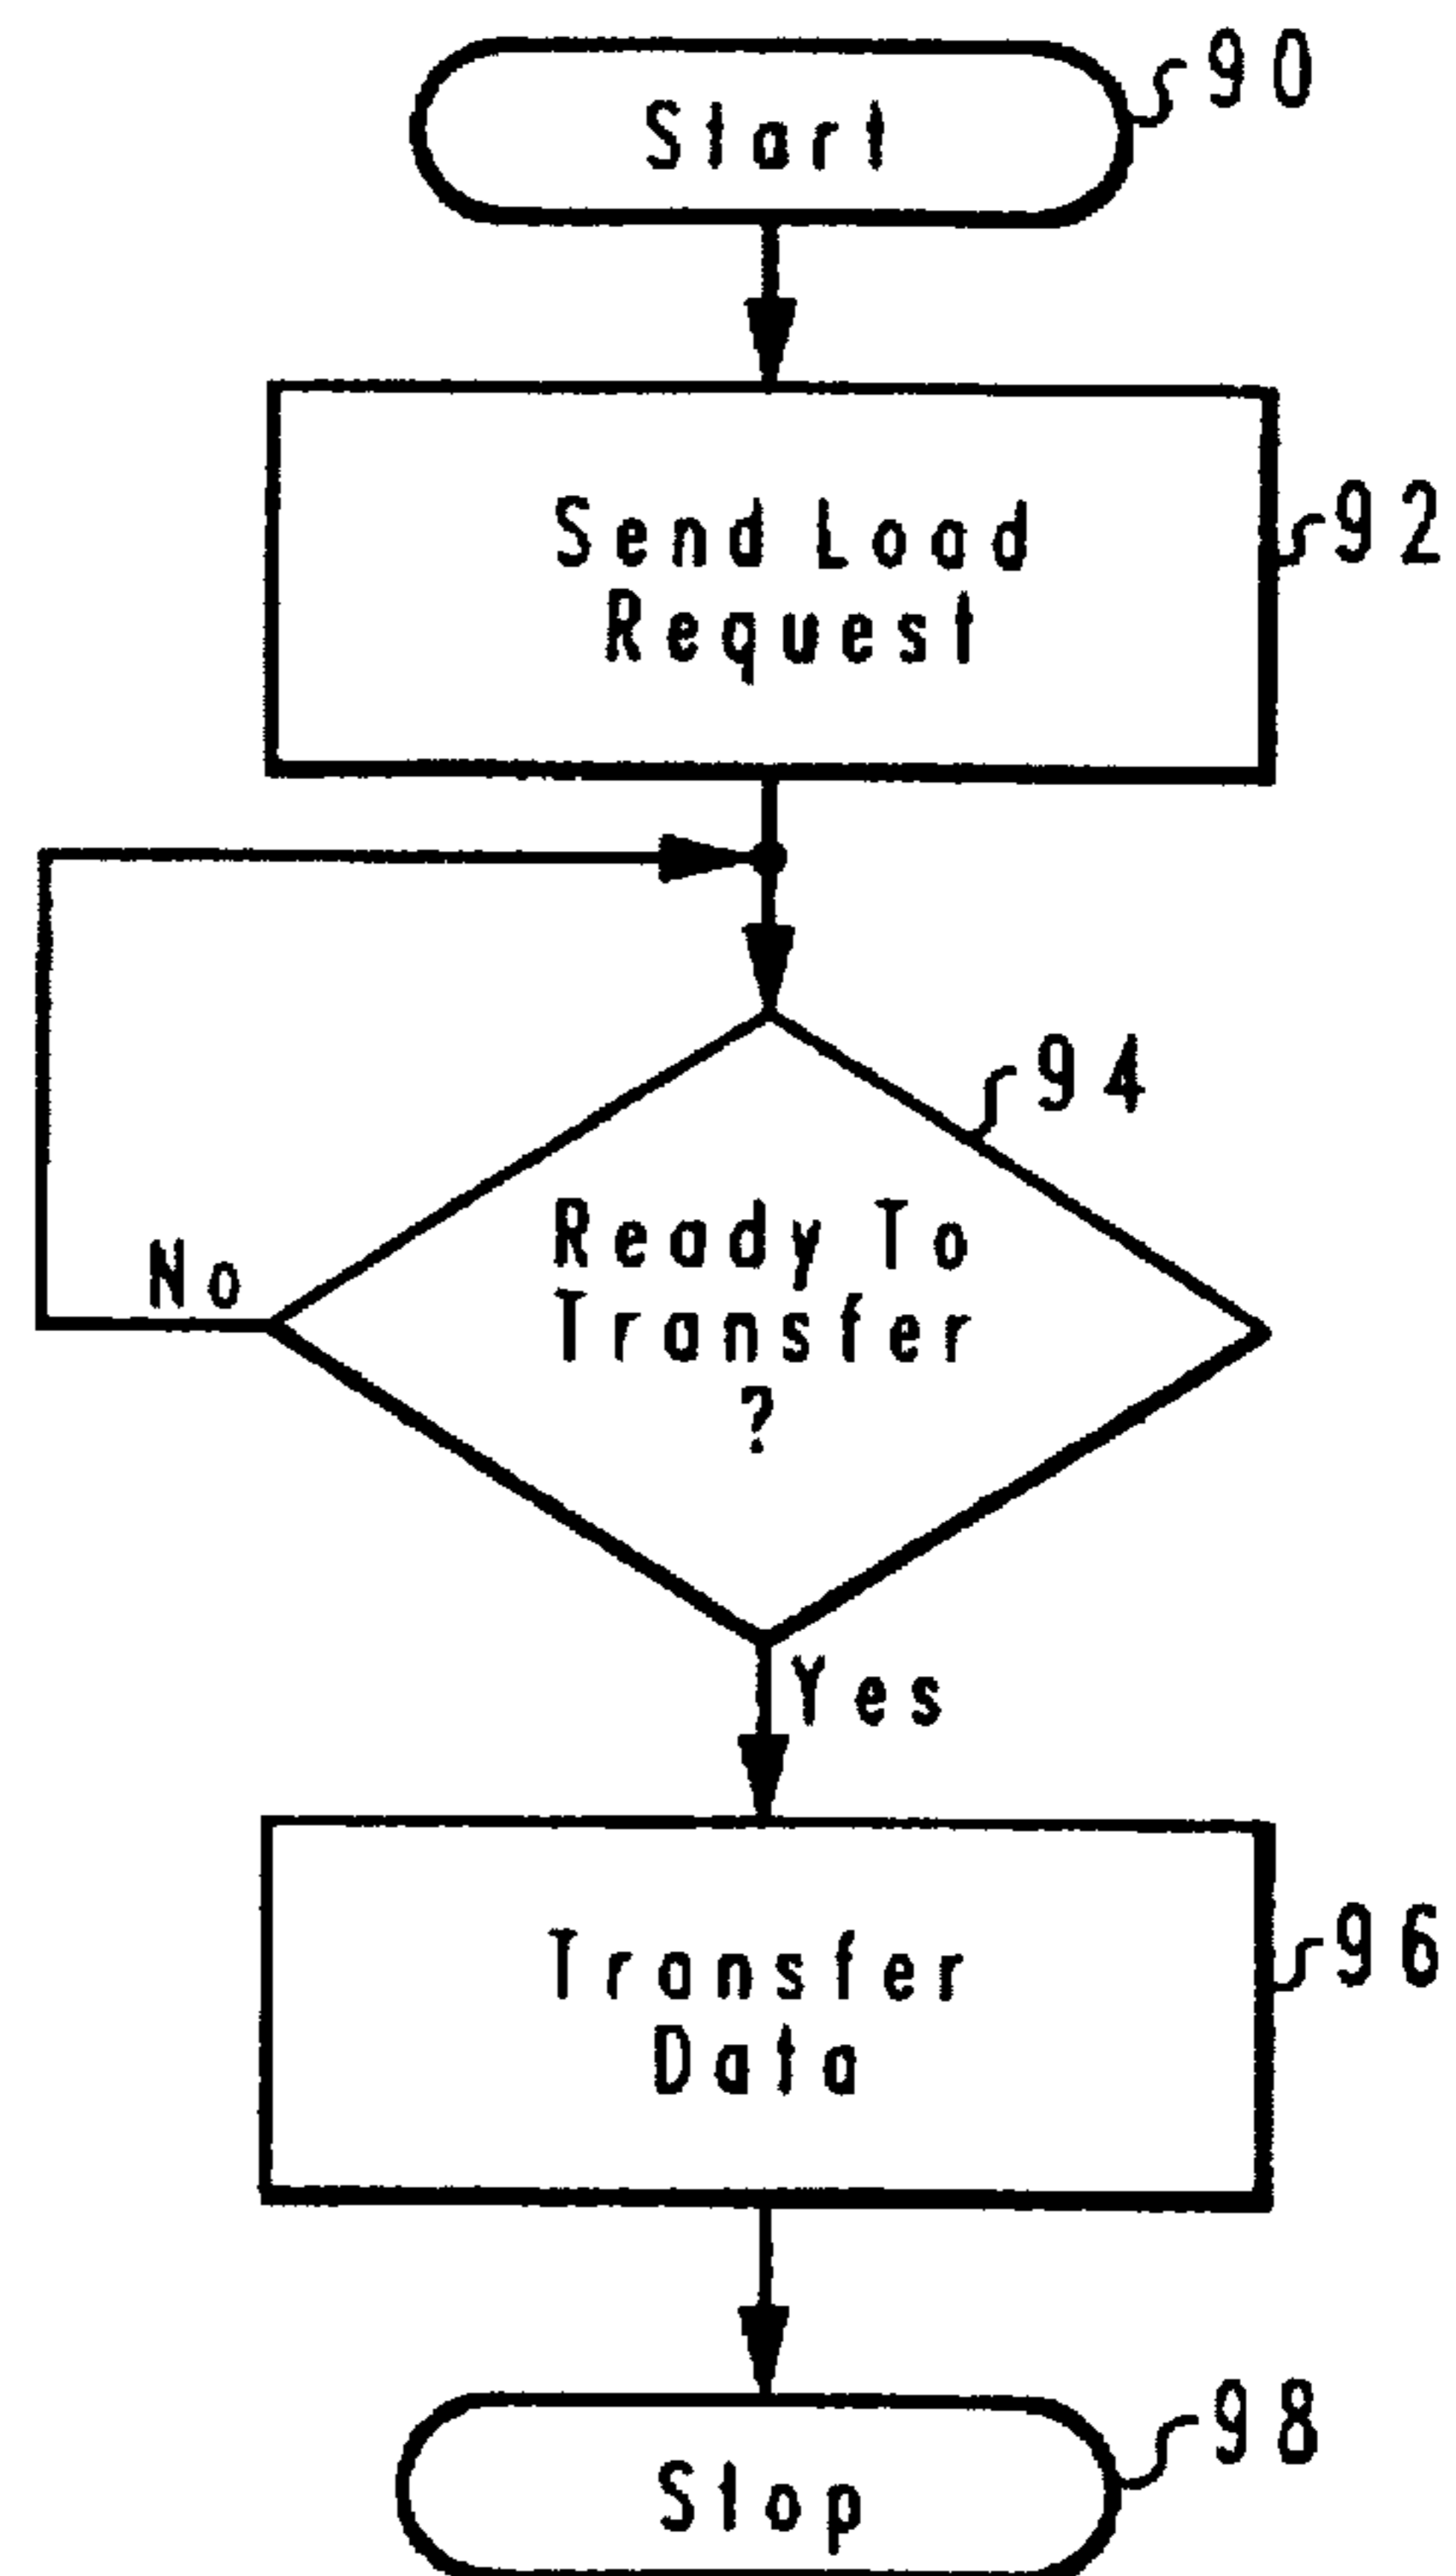 Start
90
Send Load
Request
92
94
Ready To
Transfer
?
No
Yes
Transfer
Data
96
Stop
98